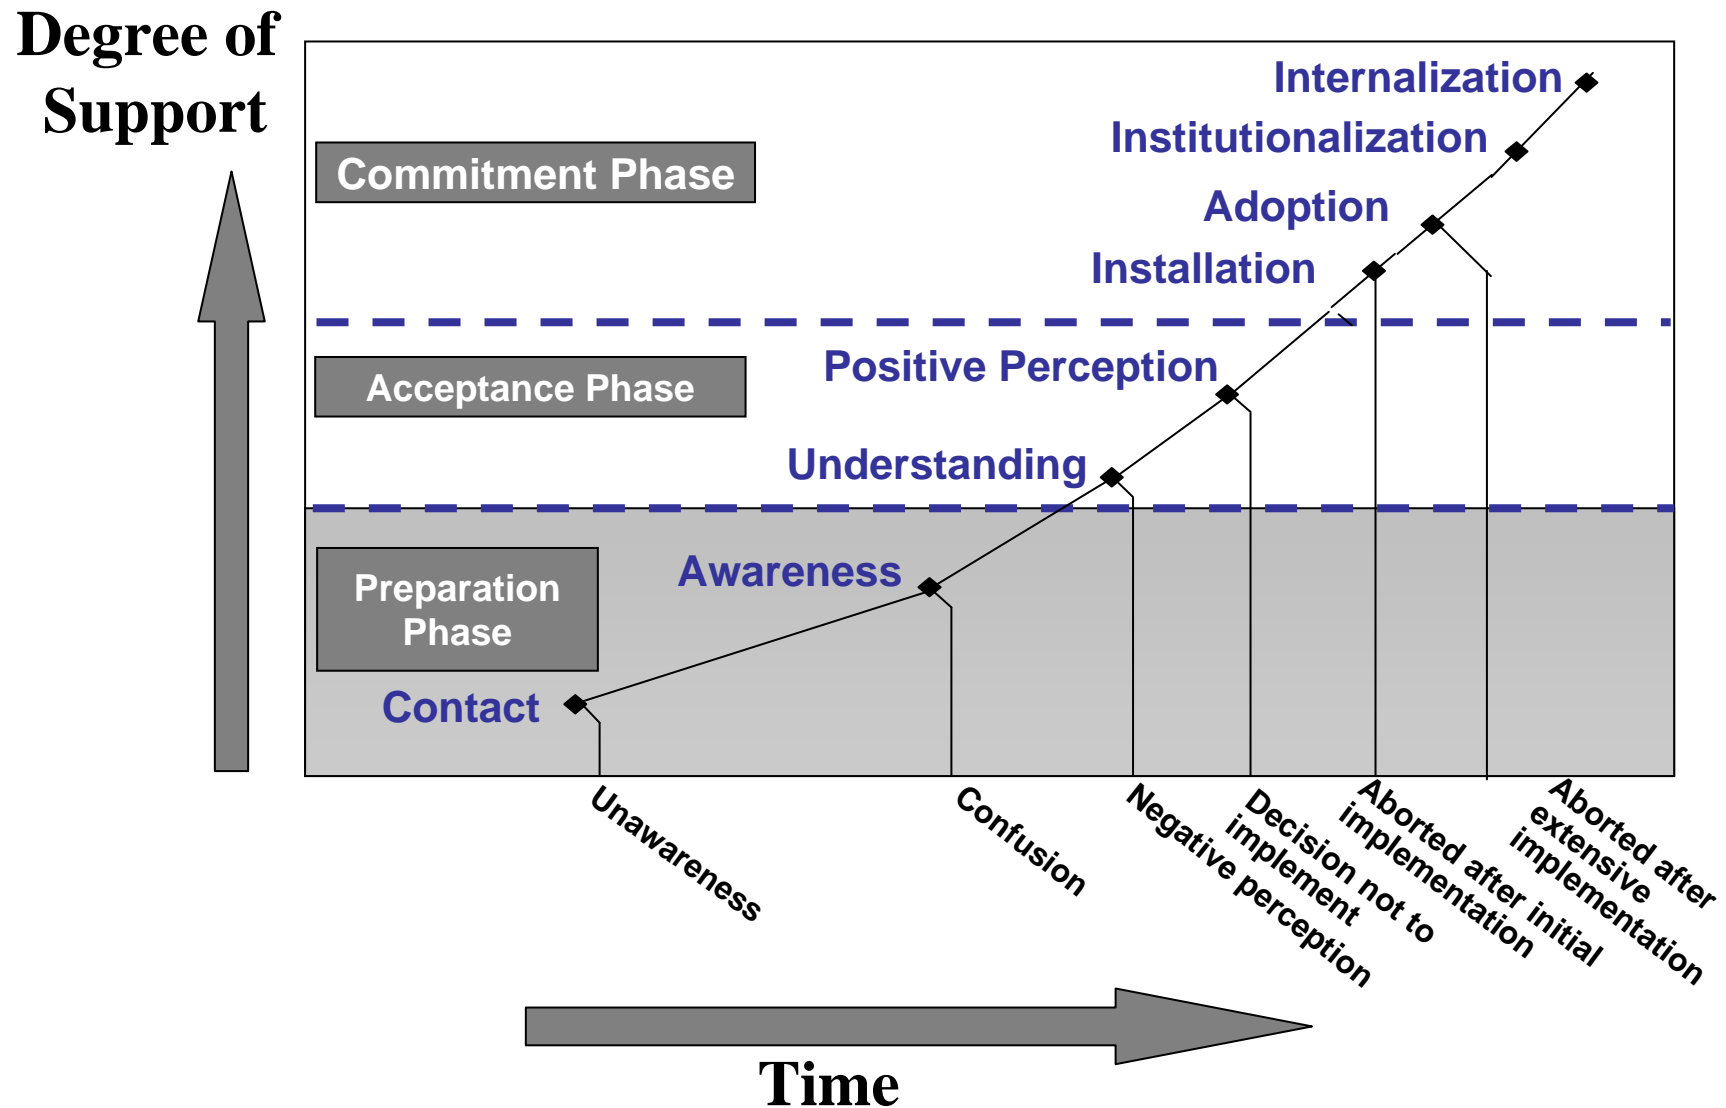 Degree of
Support
Internalization
Institutionalization
Commitment Phase
Adoption
Installation
Positive Perception
Acceptance Phase
Understanding
Awareness
Preparation
Phase
Contact
Unawareness
Confusion
Negative perception
Decision not to
implement
Aborted after initial
implementation
Aborted after
extensive
implementation
Time